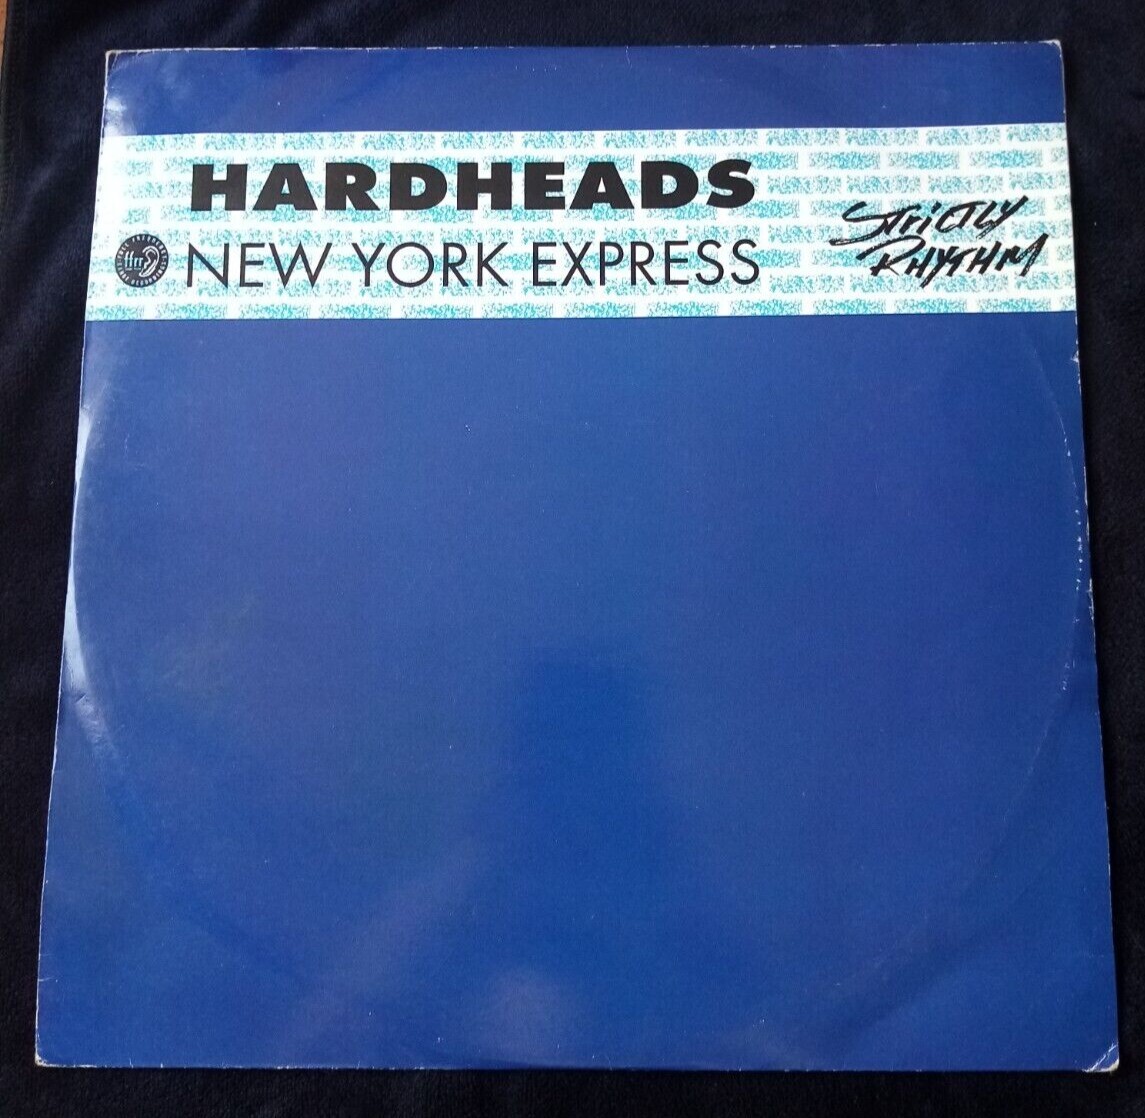 HARDHEADS
NEW YORK EXPRESS
STRICTLY
RHYTHM
ffrr